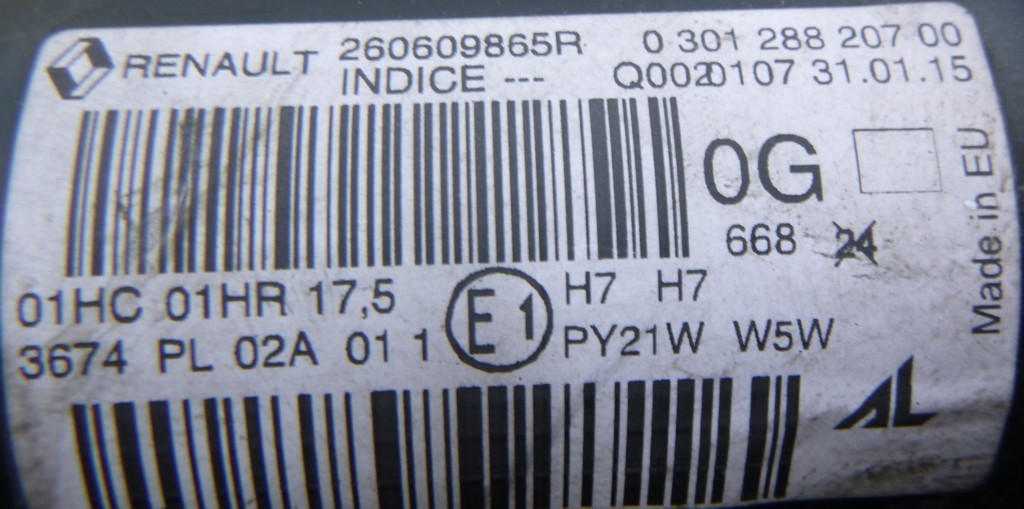 RENAULT 260609865R 0 301 288 207 00
INDICE --- 31.01.15
0G
668 24
01HC 01HR 17,5 E1 H7 H7
3674 PL 02A 01 1 PY21W W5W
AL
Made in EU